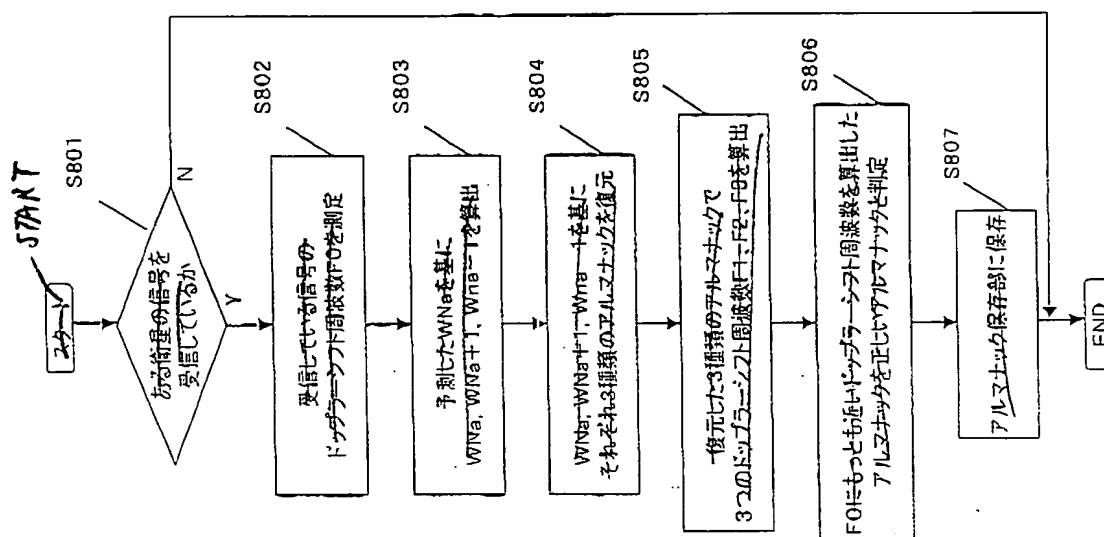 START
スタート
S801
ある衛星の信号を
受信しているか
N
Y
S802
受信している信号の
ドップラーシフト周波数F0を測定
S803
予測したWNaを基に
WNa, WNa+1, Wna-1を算出
S804
WNa, WNa+1, Wna-1を基に
それぞれ3種類のアルマナックを復元
S805
復元した3種類のアルマナックで
3つのドップラーシフト周波数F1、F2、F3を算出
S806
F0にもっとも近いドップラーシフト周波数を算出した
アルマナックを正しいアルマナックと判定
S807
アルマナック保存部に保存
END